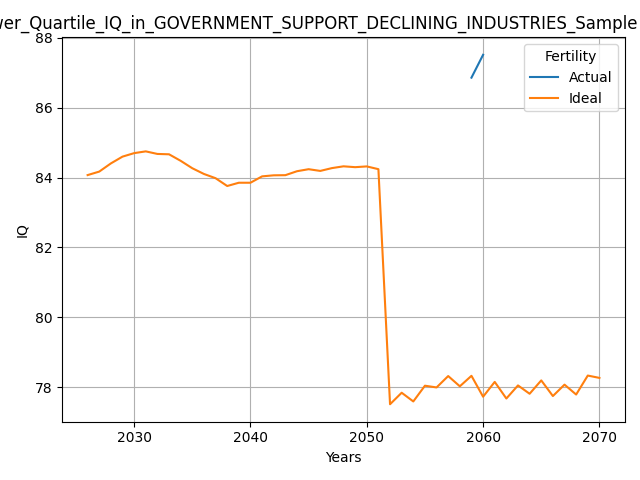 wer_Quartile_IQ_in_GOVERNMENT_SUPPORT_DECLINING_INDUSTRIES_Sample
88
86
84
82
80
78
IQ
Fertility
Actual
Ideal
2030
2040
2050
2060
2070
Years